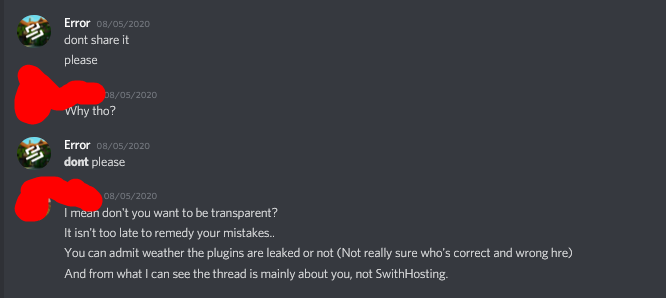 Error 08/05/2020
dont share it
please
08/05/2020
Why tho?
Error 08/05/2020
dont please
08/05/2020
I mean don't you want to be transparent?
It isn't too late to remedy your mistakes..
You can admit weather the plugins are leaked or not (Not really sure who's correct and wrong hre)
And from what I can see the thread is mainly about you, not SwithHosting.